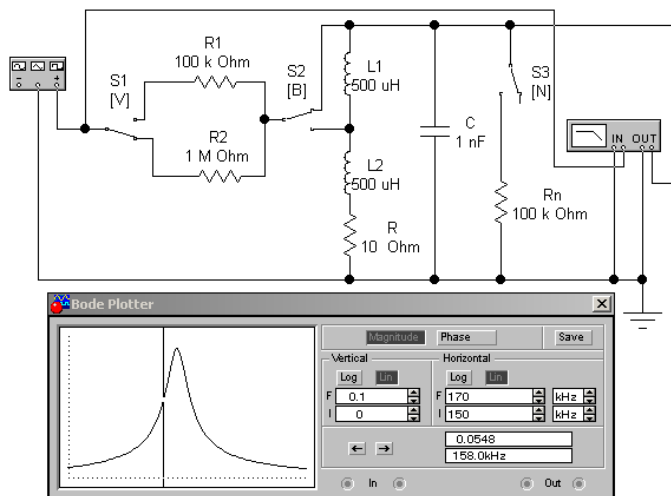 R1
100 k Ohm
S1
[V]
S2
[B]
L1
500 uH
S3
[N]
IN OUT
R2
1 M Ohm
C
1 nF
L2
500 uH
R
10 Ohm
Rn
100 k Ohm
Bode Plotter
Magnitude Phase Save
Vertical Horizontal
Log Lin Log Lin
F 0.1 F 170 kHz
I 0 I 150 kHz
0.0548
158.0kHz
In Out